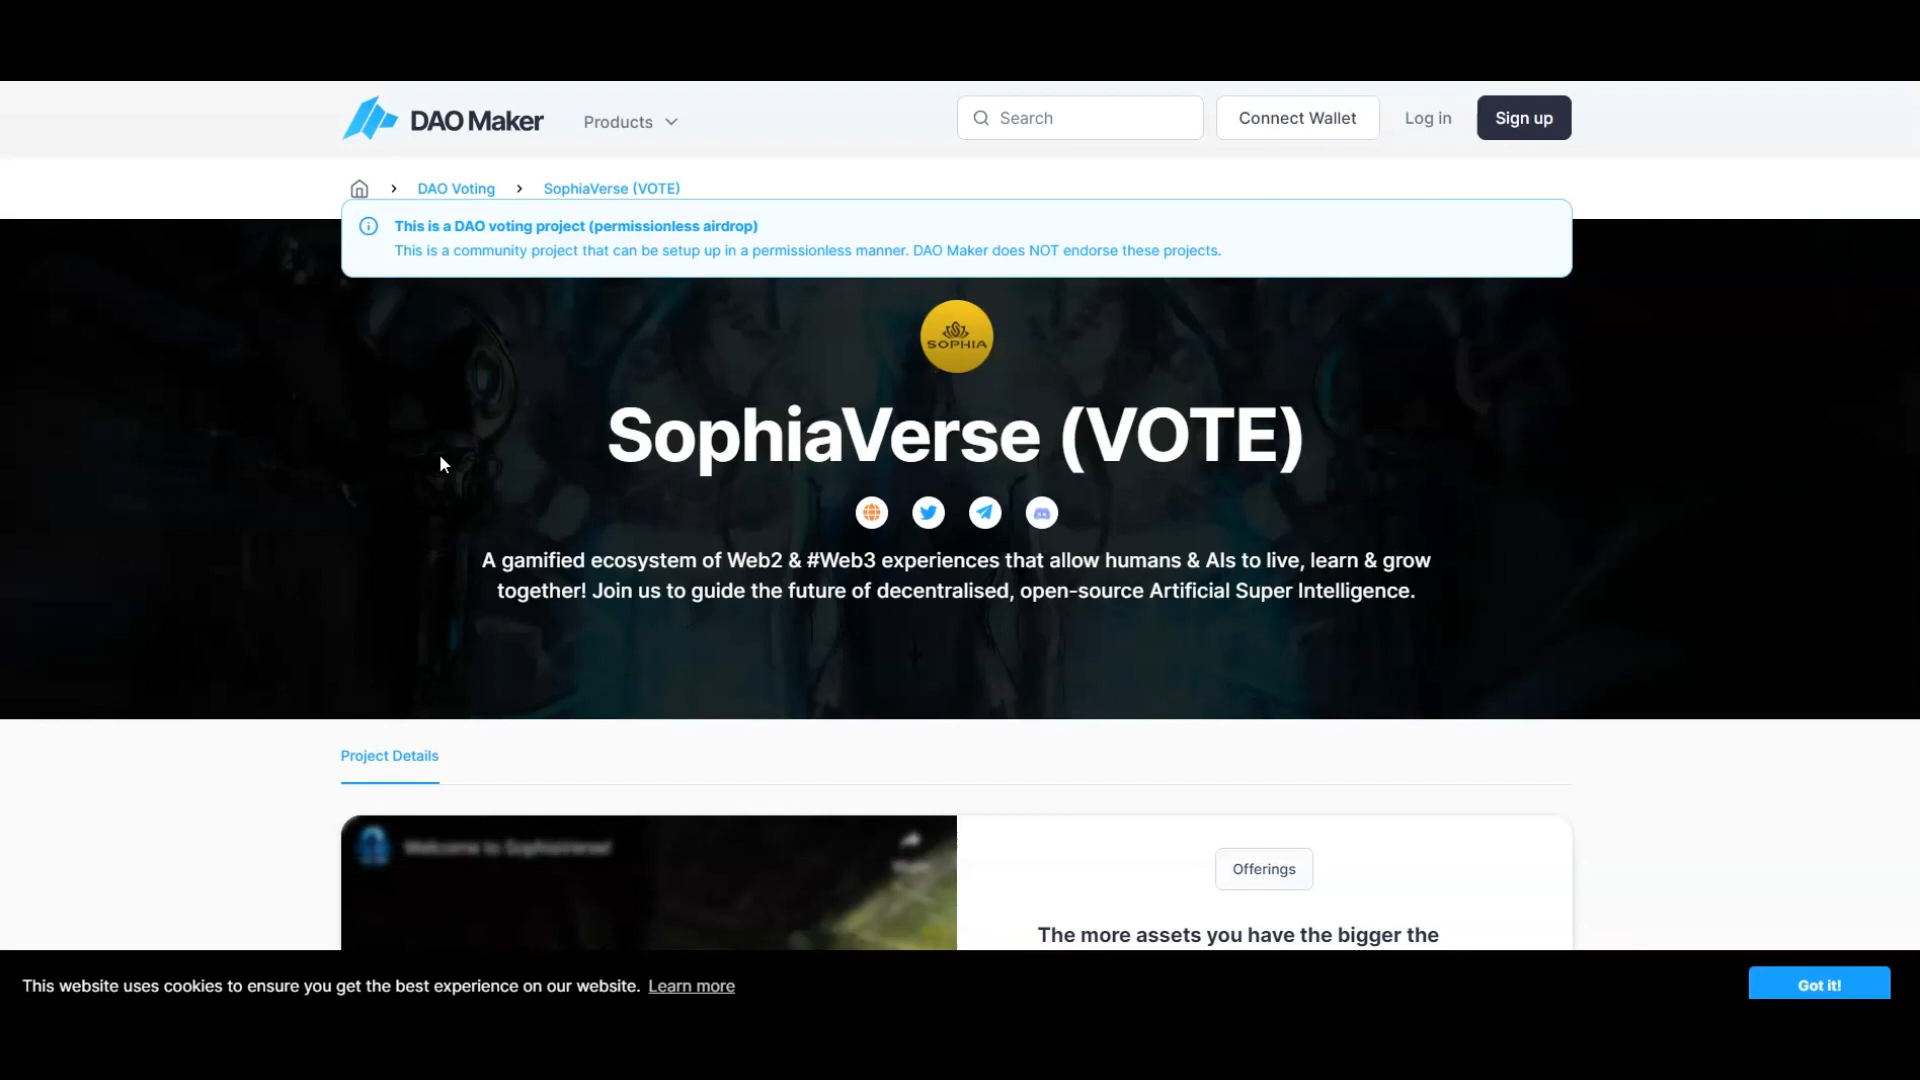 DAO Maker
Products
Search
Connect Wallet
Log in
Sign up
DAO Voting
SophiaVerse (VOTE)
This is a DAO voting project (permissionless airdrop)
This is a community project that can be setup up in a permissionless manner. DAO Maker does NOT endorse these projects.
SOPHIA
SophiaVerse (VOTE)
A gamified ecosystem of Web2 & #Web3 experiences that allow humans & AIs to live, learn & grow
together! Join us to guide the future of decentralised, open-source Artificial Super Intelligence.
Project Details
Welcome to SophiaVerse!
Offerings
The more assets you have the bigger the
This website uses cookies to ensure you get the best experience on our website. Learn more
Got it!